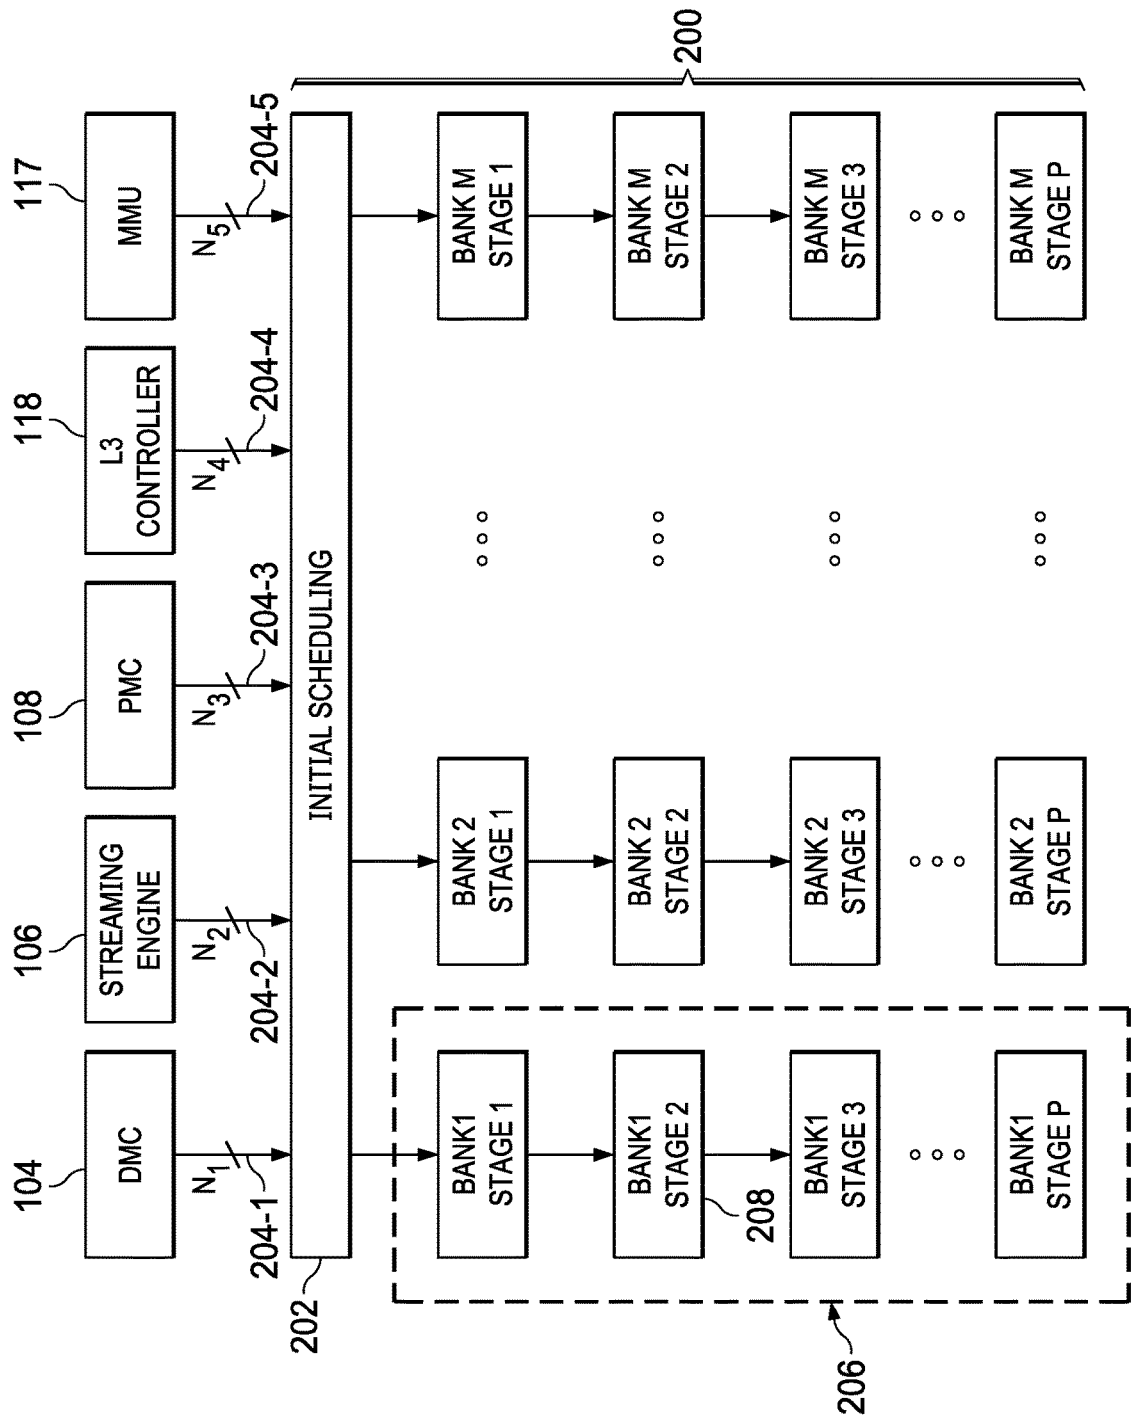 104
106
108
118
117
DMC
STREAMING
ENGINE
PMC
L3
CONTROLLER
MMU
N1
N2
N3
N4
N5
204-1
204-2
204-3
204-4
204-5
202
INITIAL SCHEDULING
BANK1
STAGE 1
BANK 2
STAGE 1
BANK M
STAGE 1
BANK1
STAGE 2
BANK 2
STAGE 2
BANK M
STAGE 2
208
BANK1
STAGE 3
BANK 2
STAGE 3
BANK M
STAGE 3
BANK1
STAGE P
BANK 2
STAGE P
BANK M
STAGE P
206
200